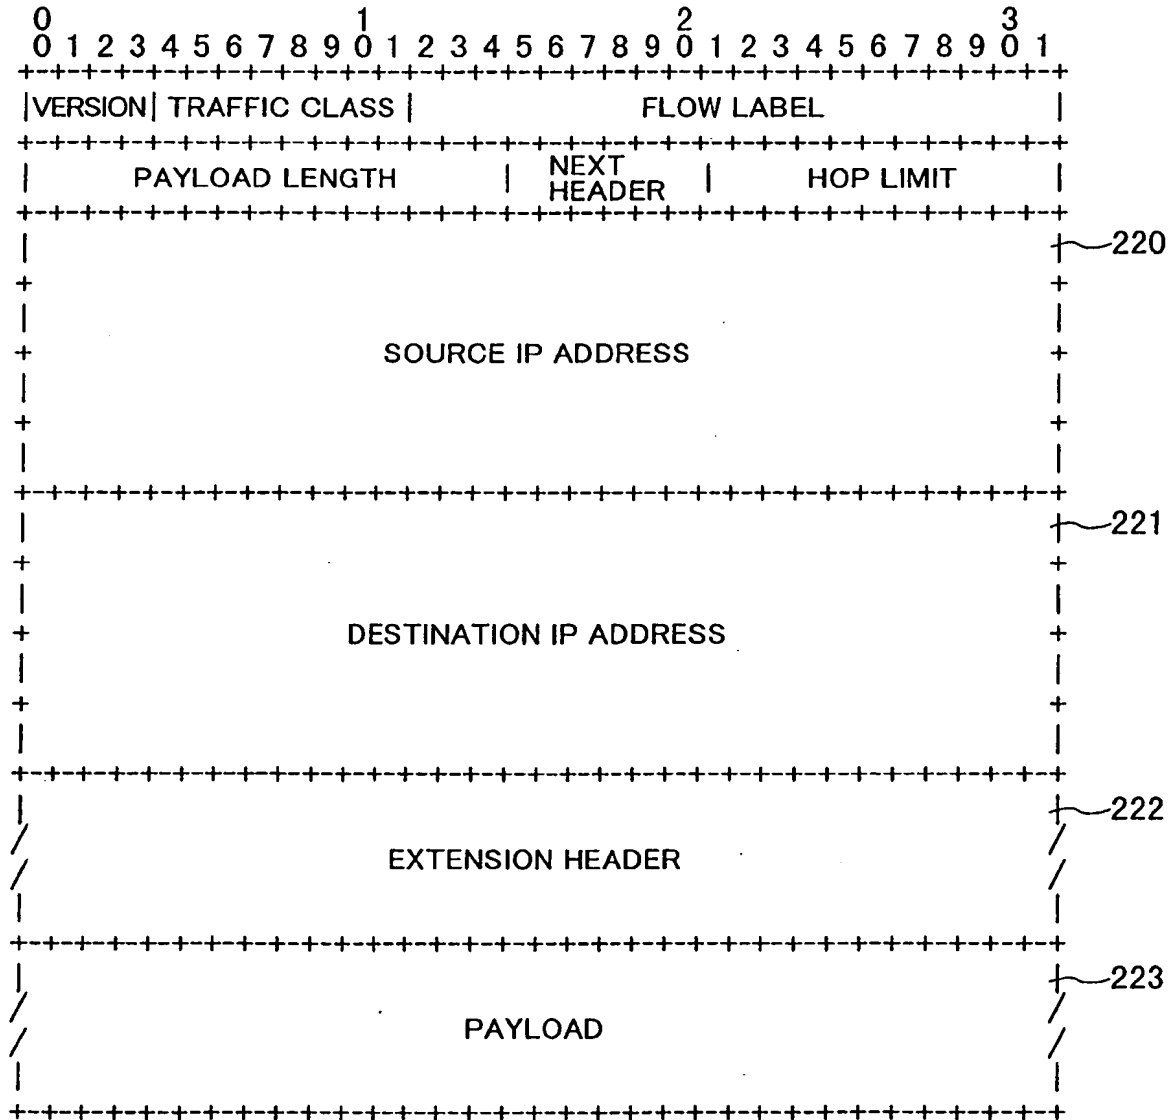 0 1 2 3
0 1 2 3 4 5 6 7 8 9 0 1 2 3 4 5 6 7 8 9 0 1 2 3 4 5 6 7 8 9 0 1
+-+-+-+-+-+-+-+-+-+-+-+-+-+-+-+-+-+-+-+-+-+-+-+-+-+-+-+-+-+-+-+-+
|VERSION| TRAFFIC CLASS | FLOW LABEL |
+-+-+-+-+-+-+-+-+-+-+-+-+-+-+-+-+-+-+-+-+-+-+-+-+-+-+-+-+-+-+-+-+
| PAYLOAD LENGTH | NEXT HEADER | HOP LIMIT |
+-+-+-+-+-+-+-+-+-+-+-+-+-+-+-+-+-+-+-+-+-+-+-+-+-+-+-+-+-+-+-+-+
220
SOURCE IP ADDRESS
+-+-+-+-+-+-+-+-+-+-+-+-+-+-+-+-+-+-+-+-+-+-+-+-+-+-+-+-+-+-+-+-+
221
DESTINATION IP ADDRESS
+-+-+-+-+-+-+-+-+-+-+-+-+-+-+-+-+-+-+-+-+-+-+-+-+-+-+-+-+-+-+-+-+
222
EXTENSION HEADER
+-+-+-+-+-+-+-+-+-+-+-+-+-+-+-+-+-+-+-+-+-+-+-+-+-+-+-+-+-+-+-+-+
223
PAYLOAD
+-+-+-+-+-+-+-+-+-+-+-+-+-+-+-+-+-+-+-+-+-+-+-+-+-+-+-+-+-+-+-+-+